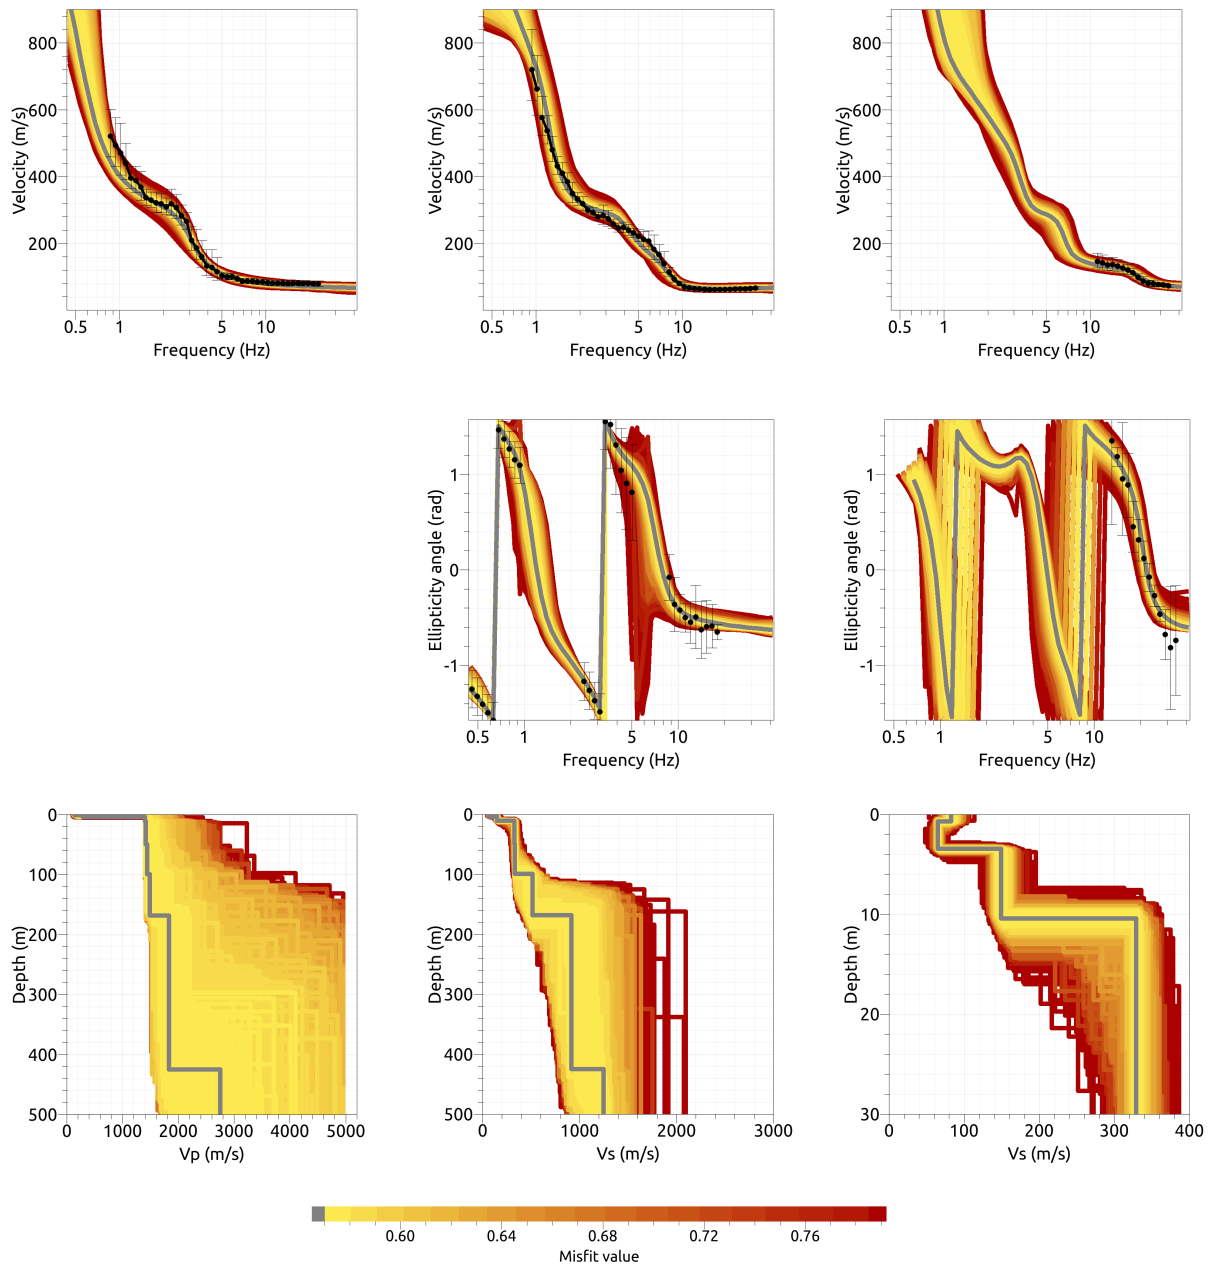 800
600
400
200
Velocity (m/s)
0.5 1 5 10
Frequency (Hz)
800
600
400
200
Velocity (m/s)
0.5 1 5 10
Frequency (Hz)
800
600
400
200
Velocity (m/s)
0.5 1 5 10
Frequency (Hz)
1
0
-1
Ellipticity angle (rad)
0.5 1 5 10
Frequency (Hz)
1
0
-1
Ellipticity angle (rad)
0.5 1 5 10
Frequency (Hz)
0
100
200
300
400
500
Depth (m)
0 1000 2000 3000 4000 5000
Vp (m/s)
0
100
200
300
400
500
Depth (m)
0 1000 2000 3000
Vs (m/s)
0
10
20
30
Depth (m)
0 100 200 300 400
Vs (m/s)
0.60 0.64 0.68 0.72 0.76
Misfit value